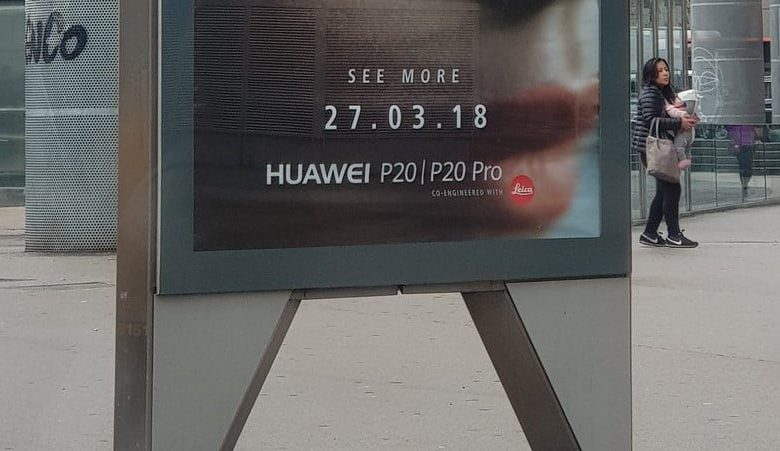 SEE MORE
27.03.18
HUAWEI P20 | P20 Pro
CO-ENGINEERED WITH Leica